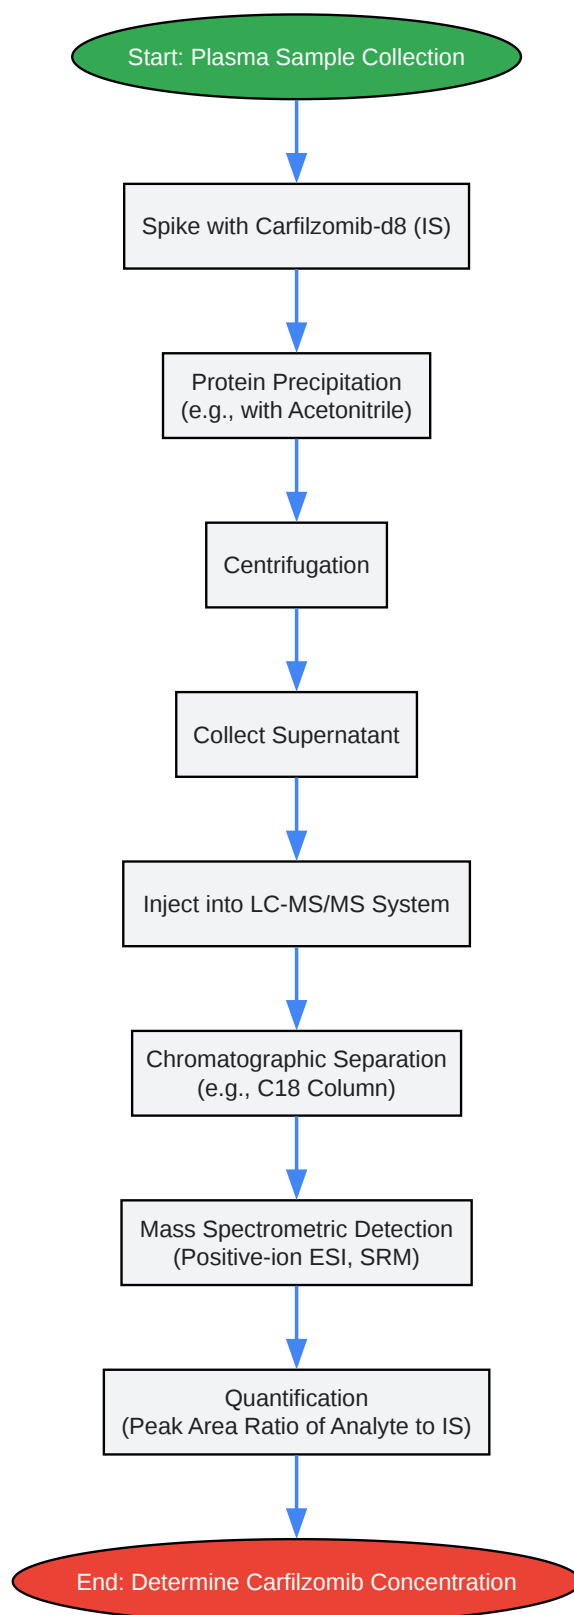 Start: Plasma Sample Collection
Spike with Carfilzomib-d8 (IS)
Protein Precipitation
(e.g., with Acetonitrile)
Centrifugation
Collect Supernatant
Inject into LC-MS/MS System
Chromatographic Separation
(e.g., C18 Column)
Mass Spectrometric Detection
(Positive-ion ESI, SRM)
Quantification
(Peak Area Ratio of Analyte to IS)
End: Determine Carfilzomib Concentration